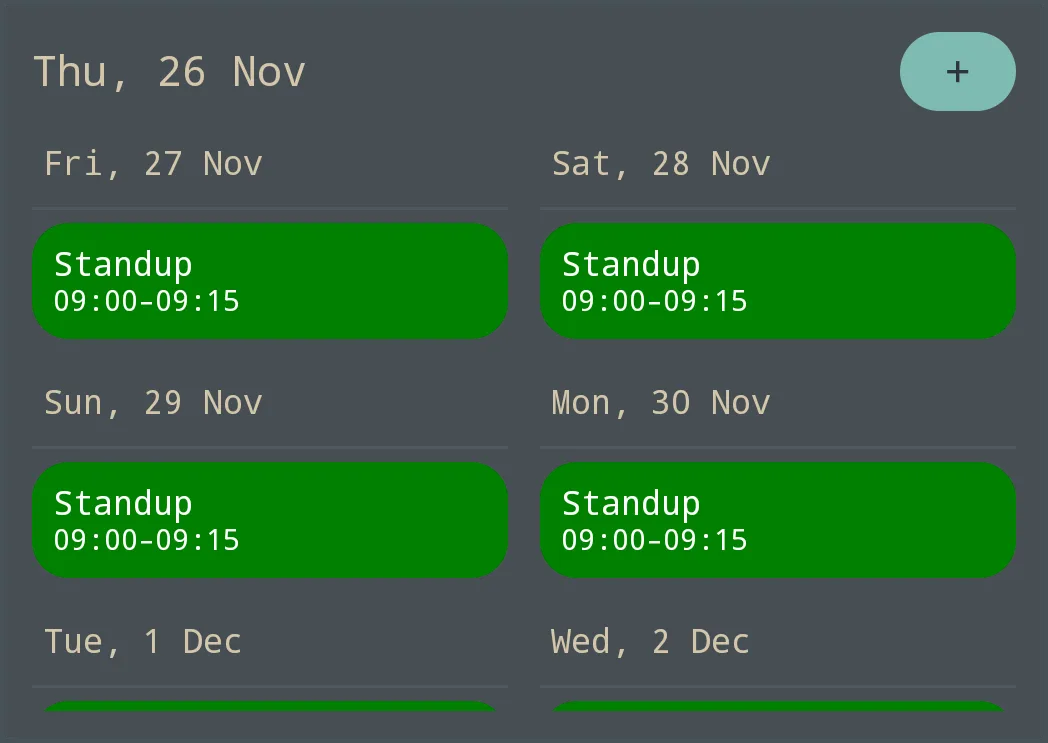 Thu, 26 Nov
+
Fri, 27 Nov
Sat, 28 Nov
Standup
09:00–09:15
Standup
09:00–09:15
Sun, 29 Nov
Mon, 30 Nov
Standup
09:00–09:15
Standup
09:00–09:15
Tue, 1 Dec
Wed, 2 Dec